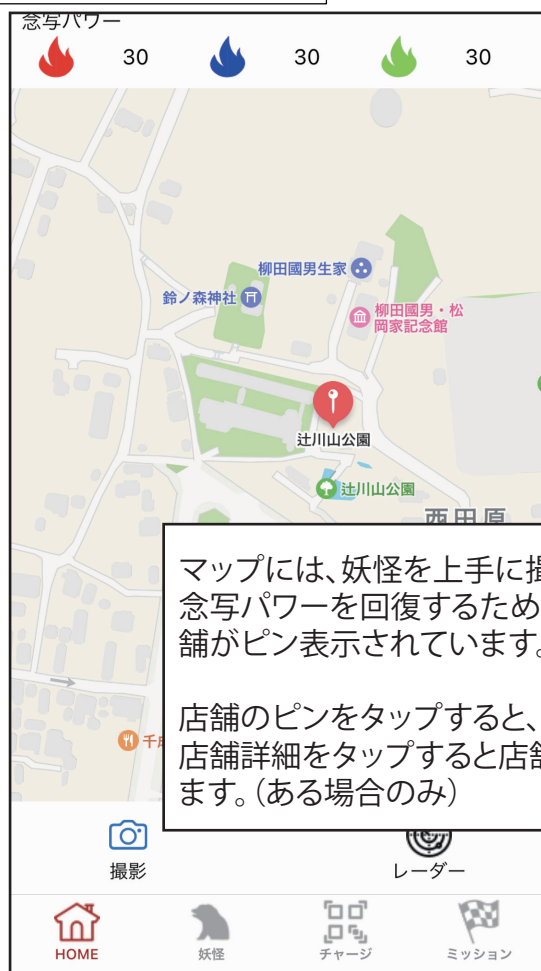 念写パワー
30 30 30
柳田國男生家
鈴ノ森神社
柳田國男・松
岡家記念館
辻川山公園
辻川山公園
西田原
マップには、妖怪を上手に撮
念写パワーを回復するため
舗がピン表示されています。
店舗のピンをタップすると、
店舗詳細をタップすると店舗
ます。(ある場合のみ)
千成
撮影 レーダー
HOME 妖怪 チャージ ミッション